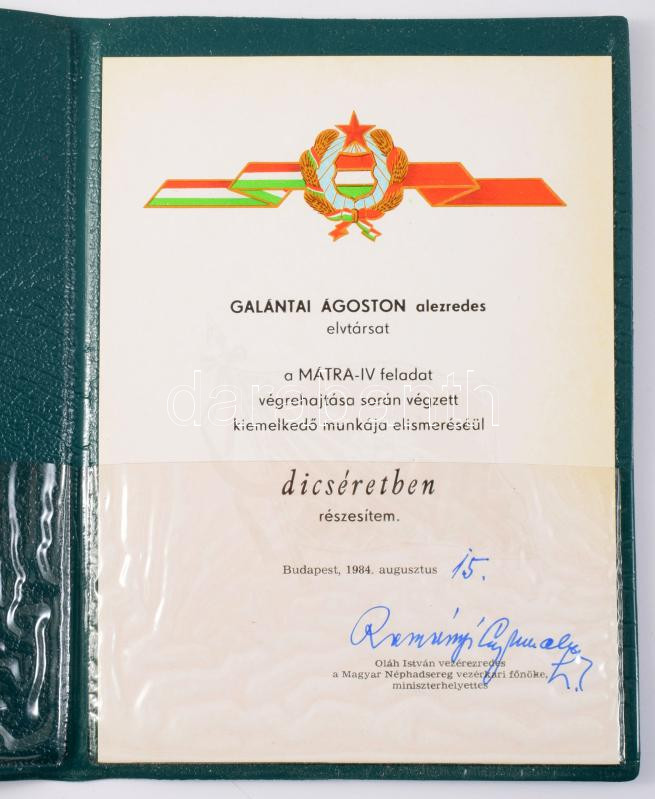 GALÁNTAI ÁGOSTON alezredes
elvtársat
a MÁTRA-IV feladat
végrehajtása során végzett
kiemelkedő munkája elismeréséül
darabanth
dicséretben
részesítem.
Budapest, 1984. augusztus 15.
Oláh István vezérezredes
a Magyar Néphadsereg vezérkari főnöke,
miniszterhelyettes